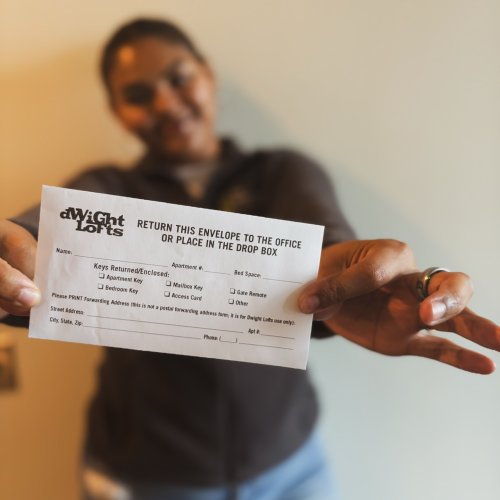 dWiGht
Lofts
RETURN THIS ENVELOPE TO THE OFFICE
OR PLACE IN THE DROP BOX
Name: Apartment #: Bed Space:
Keys Returned/Enclosed:
Apartment Key Mailbox Key Gate Remote
Bedroom Key Access Card Other
Please PRINT Forwarding Address (this is not a postal forwarding address form, it is for Dwight Lofts use only):
Street Address: Apt #:
City, State, Zip: Phone: ( )